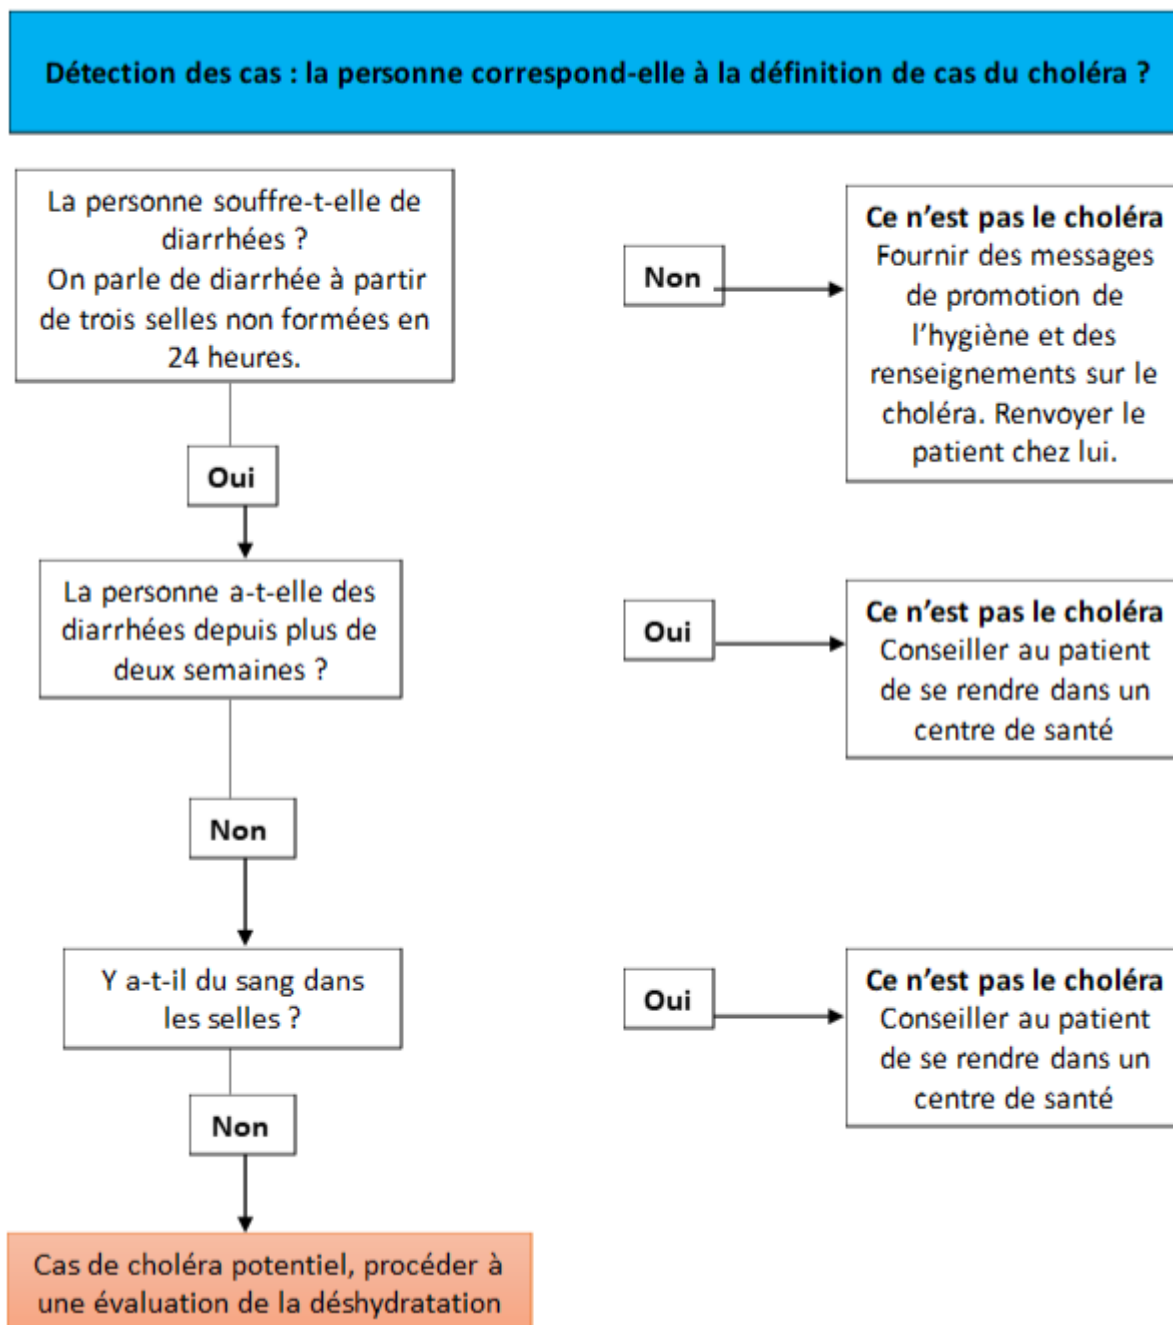 Détection des cas : la personne correspond-elle à la définition de cas du choléra ?
La personne souffre-t-elle de
diarrhées ?
On parle de diarrhée à partir
de trois selles non formées en
24 heures.
Non
Ce n’est pas le choléra
Fournir des messages
de promotion de
l’hygiène et des
renseignements sur le
choléra. Renvoyer le
patient chez lui.
Oui
La personne a-t-elle des
diarrhées depuis plus de
deux semaines ?
Oui
Ce n’est pas le choléra
Conseiller au patient
de se rendre dans un
centre de santé
Non
Y a-t-il du sang dans
les selles ?
Oui
Ce n’est pas le choléra
Conseiller au patient
de se rendre dans un
centre de santé
Non
Cas de choléra potentiel, procéder à
une évaluation de la déshydratation